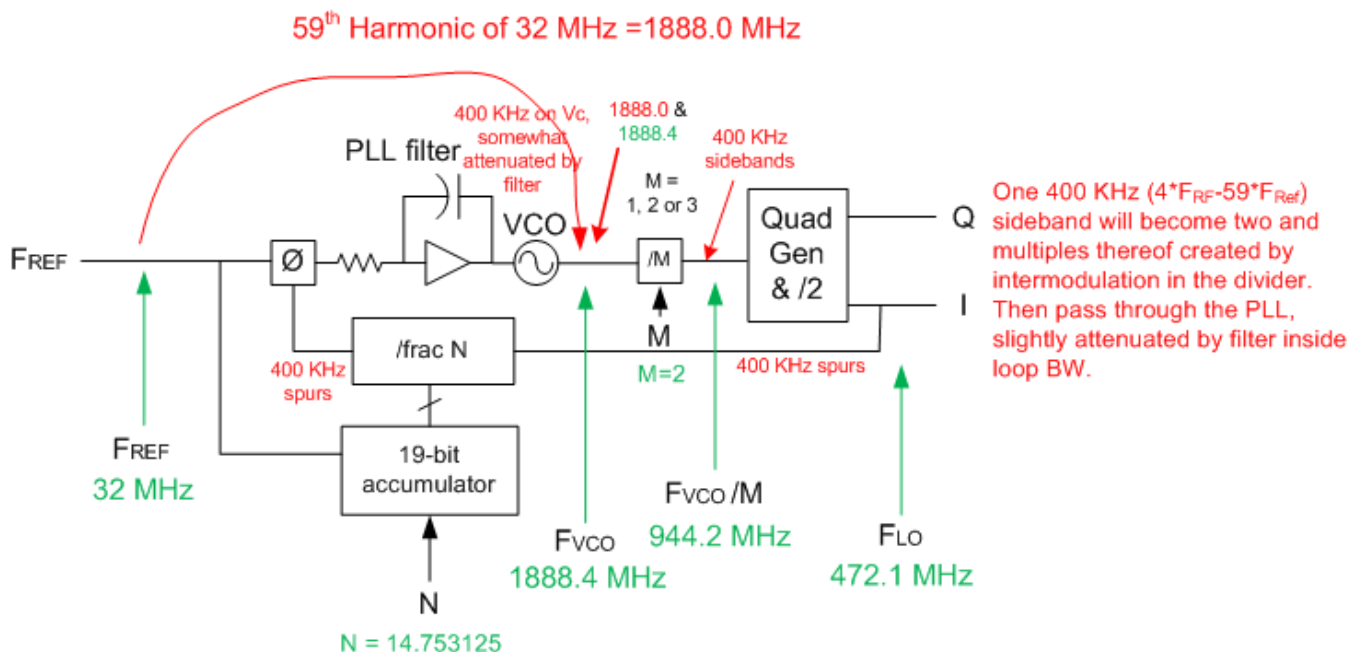 59th Harmonic of 32 MHz =1888.0 MHz
400 KHz on Vc,
somewhat
attenuated by
filter
1888.0 &
1888.4
400 KHz
sidebands
PLL filter
M =
1, 2 or 3
VCO
FREF
Ø
/M
Quad
Gen
& /2
Q
I
One 400 KHz (4*FRF-59*FRef)
sideband will become two and
multiples thereof created by
intermodulation in the divider.
Then pass through the PLL,
slightly attenuated by filter inside
loop BW.
/frac N
400 KHz
spurs
M
M=2
400 KHz spurs
19-bit
accumulator
FREF
32 MHz
FVCO
1888.4 MHz
FVCO /M
944.2 MHz
FLO
472.1 MHz
N
N = 14.753125